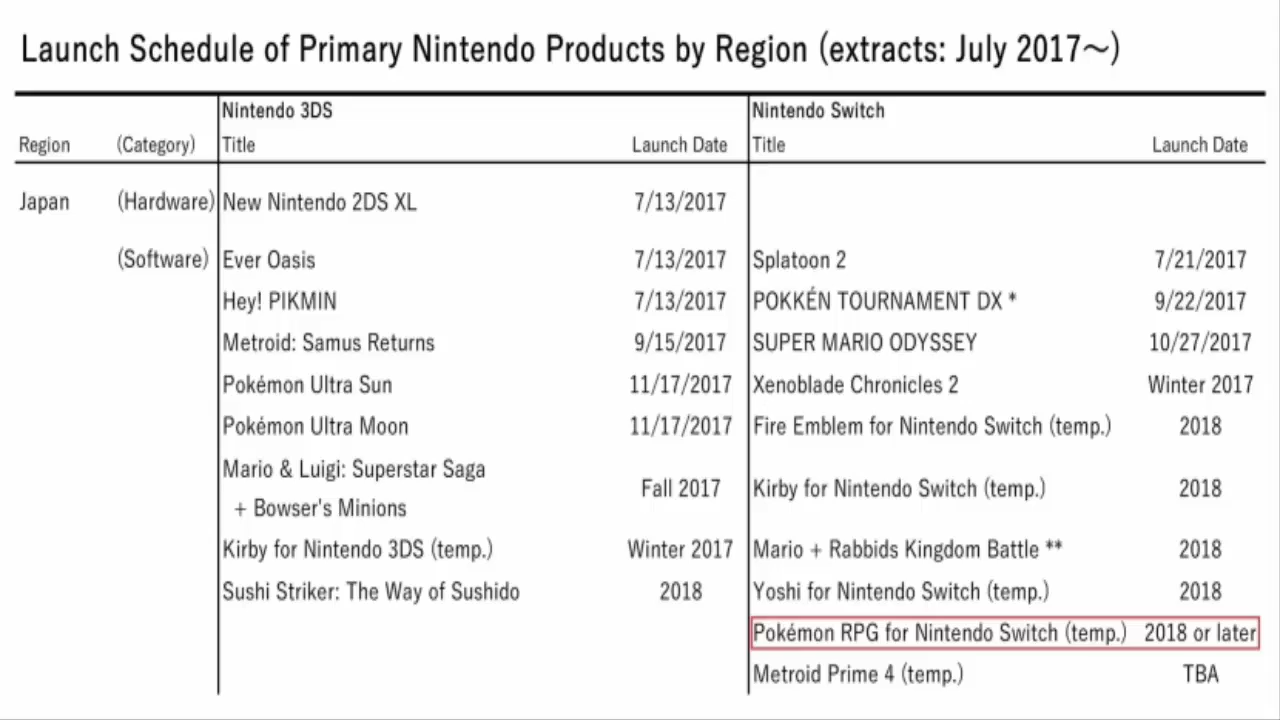 Launch Schedule of Primary Nintendo Products by Region (extracts: July 2017～)
Nintendo 3DS Nintendo Switch
Region (Category) Title Launch Date Title Launch Date
Japan (Hardware) New Nintendo 2DS XL 7/13/2017
(Software) Ever Oasis 7/13/2017 Splatoon 2 7/21/2017
Hey! PIKMIN 7/13/2017 POKKÉN TOURNAMENT DX * 9/22/2017
Metroid: Samus Returns 9/15/2017 SUPER MARIO ODYSSEY 10/27/2017
Pokémon Ultra Sun 11/17/2017 Xenoblade Chronicles 2 Winter 2017
Pokémon Ultra Moon 11/17/2017 Fire Emblem for Nintendo Switch (temp.) 2018
Mario & Luigi: Superstar Saga
+ Bowser's Minions Fall 2017 Kirby for Nintendo Switch (temp.) 2018
Kirby for Nintendo 3DS (temp.) Winter 2017 Mario + Rabbids Kingdom Battle ** 2018
Sushi Striker: The Way of Sushido 2018 Yoshi for Nintendo Switch (temp.) 2018
Pokémon RPG for Nintendo Switch (temp.) 2018 or later
Metroid Prime 4 (temp.) TBA